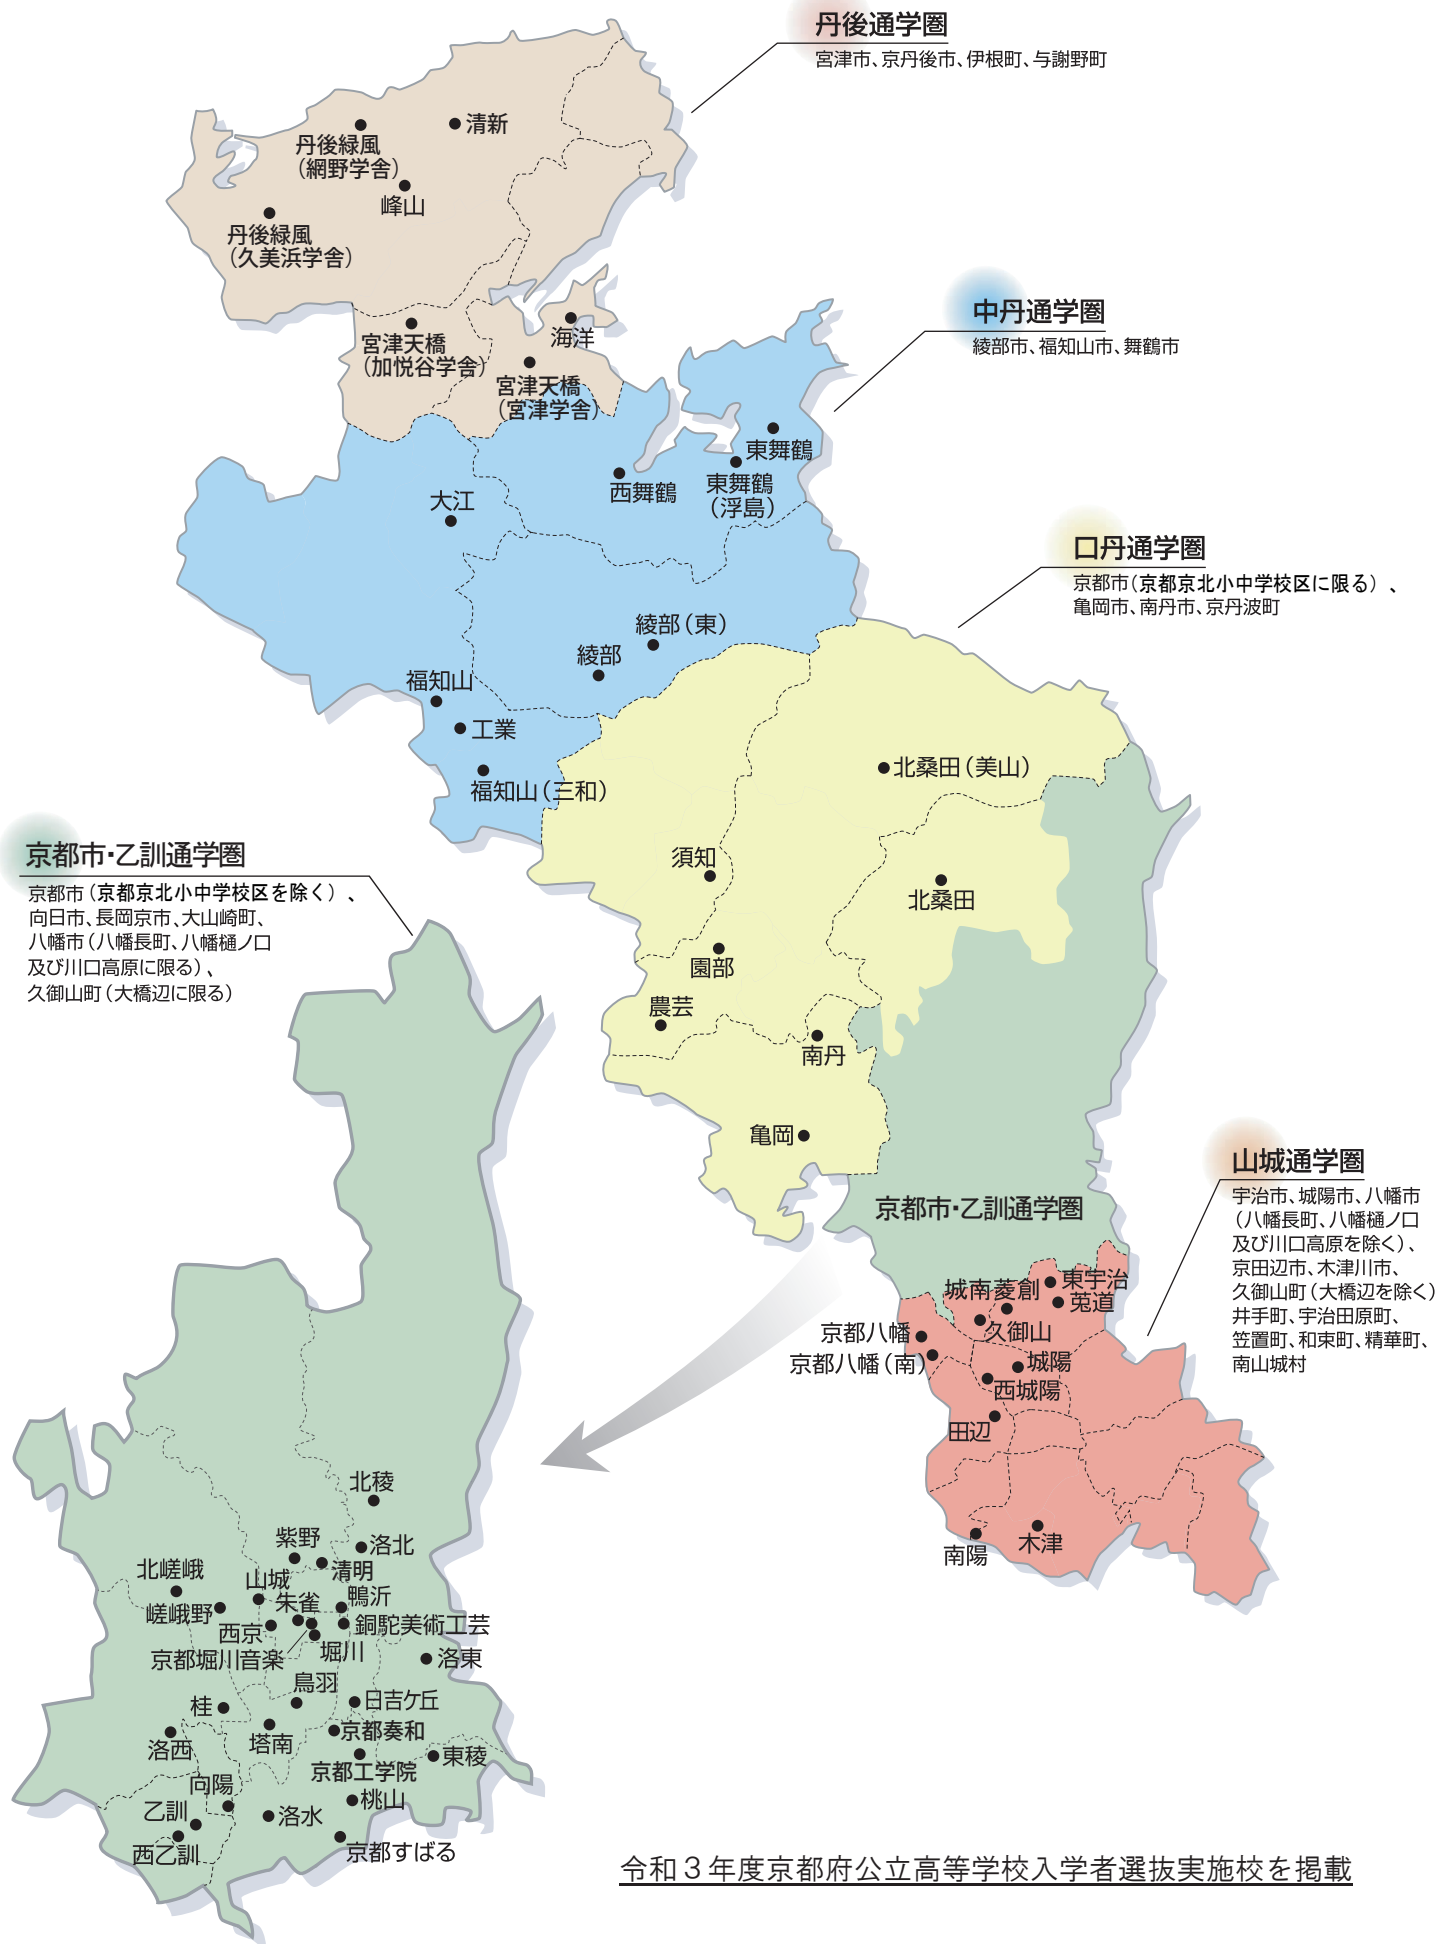 丹後通学圏
宮津市、京丹後市、伊根町、与謝野町
清新
丹後緑風
（網野学舎）
峰山
丹後緑風
（久美浜学舎）
海洋
宮津天橋
（加悦谷学舎）
宮津天橋
（宮津学舎）
中丹通学圏
綾部市、福知山市、舞鶴市
東舞鶴
西舞鶴
東舞鶴
（浮島）
大江
綾部（東）
綾部
福知山
工業
福知山（三和）
口丹通学圏
京都市（京都京北小中学校区に限る）、
亀岡市、南丹市、京丹波町
北桑田（美山）
須知
北桑田
園部
農芸
南丹
亀岡
京都市・乙訓通学圏
京都市（京都京北小中学校区を除く）、
向日市、長岡京市、大山崎町、
八幡市（八幡長町、八幡樋ノ口
及び川口高原に限る）、
久御山町（大橋辺に限る）
京都市・乙訓通学圏
山城通学圏
宇治市、城陽市、八幡市
（八幡長町、八幡樋ノ口
及び川口高原を除く）、
京田辺市、木津川市、
久御山町（大橋辺を除く）
井手町、宇治田原町、
笠置町、和束町、精華町、
南山城村
東宇治
城南菱創
莵道
久御山
京都八幡
京都八幡（南）
城陽
西城陽
田辺
木津
南陽
北稜
紫野
洛北
清明
北嵯峨
山城
朱雀
鴨沂
嵯峨野
西京
銅駝美術工芸
堀川
京都堀川音楽
洛東
鳥羽
桂
日吉ケ丘
京都奏和
塔南
洛西
東稜
京都工学院
向陽
桃山
乙訓
洛水
西乙訓
京都すばる
令和３年度京都府公立高等学校入学者選抜実施校を掲載